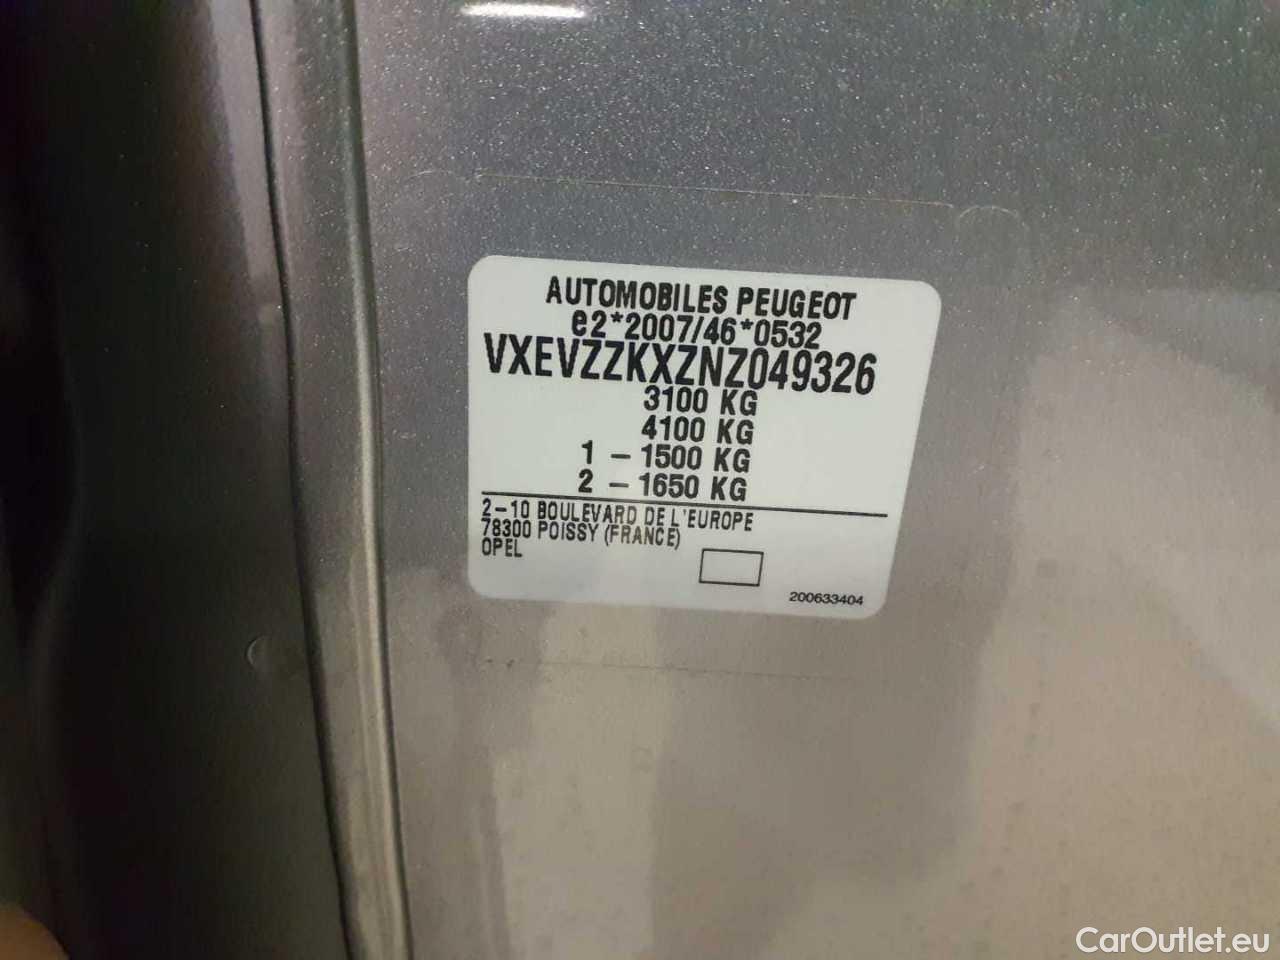 AUTOMOBILES PEUGEOT
e2*2007/46*0532
VXEVZZKXZNZ049326
3100 KG
4100 KG
1 - 1500 KG
2 - 1650 KG
2-10 BOULEVARD DE L'EUROPE
78300 POISSY (FRANCE)
OPEL
200633404
CarOutlet.eu